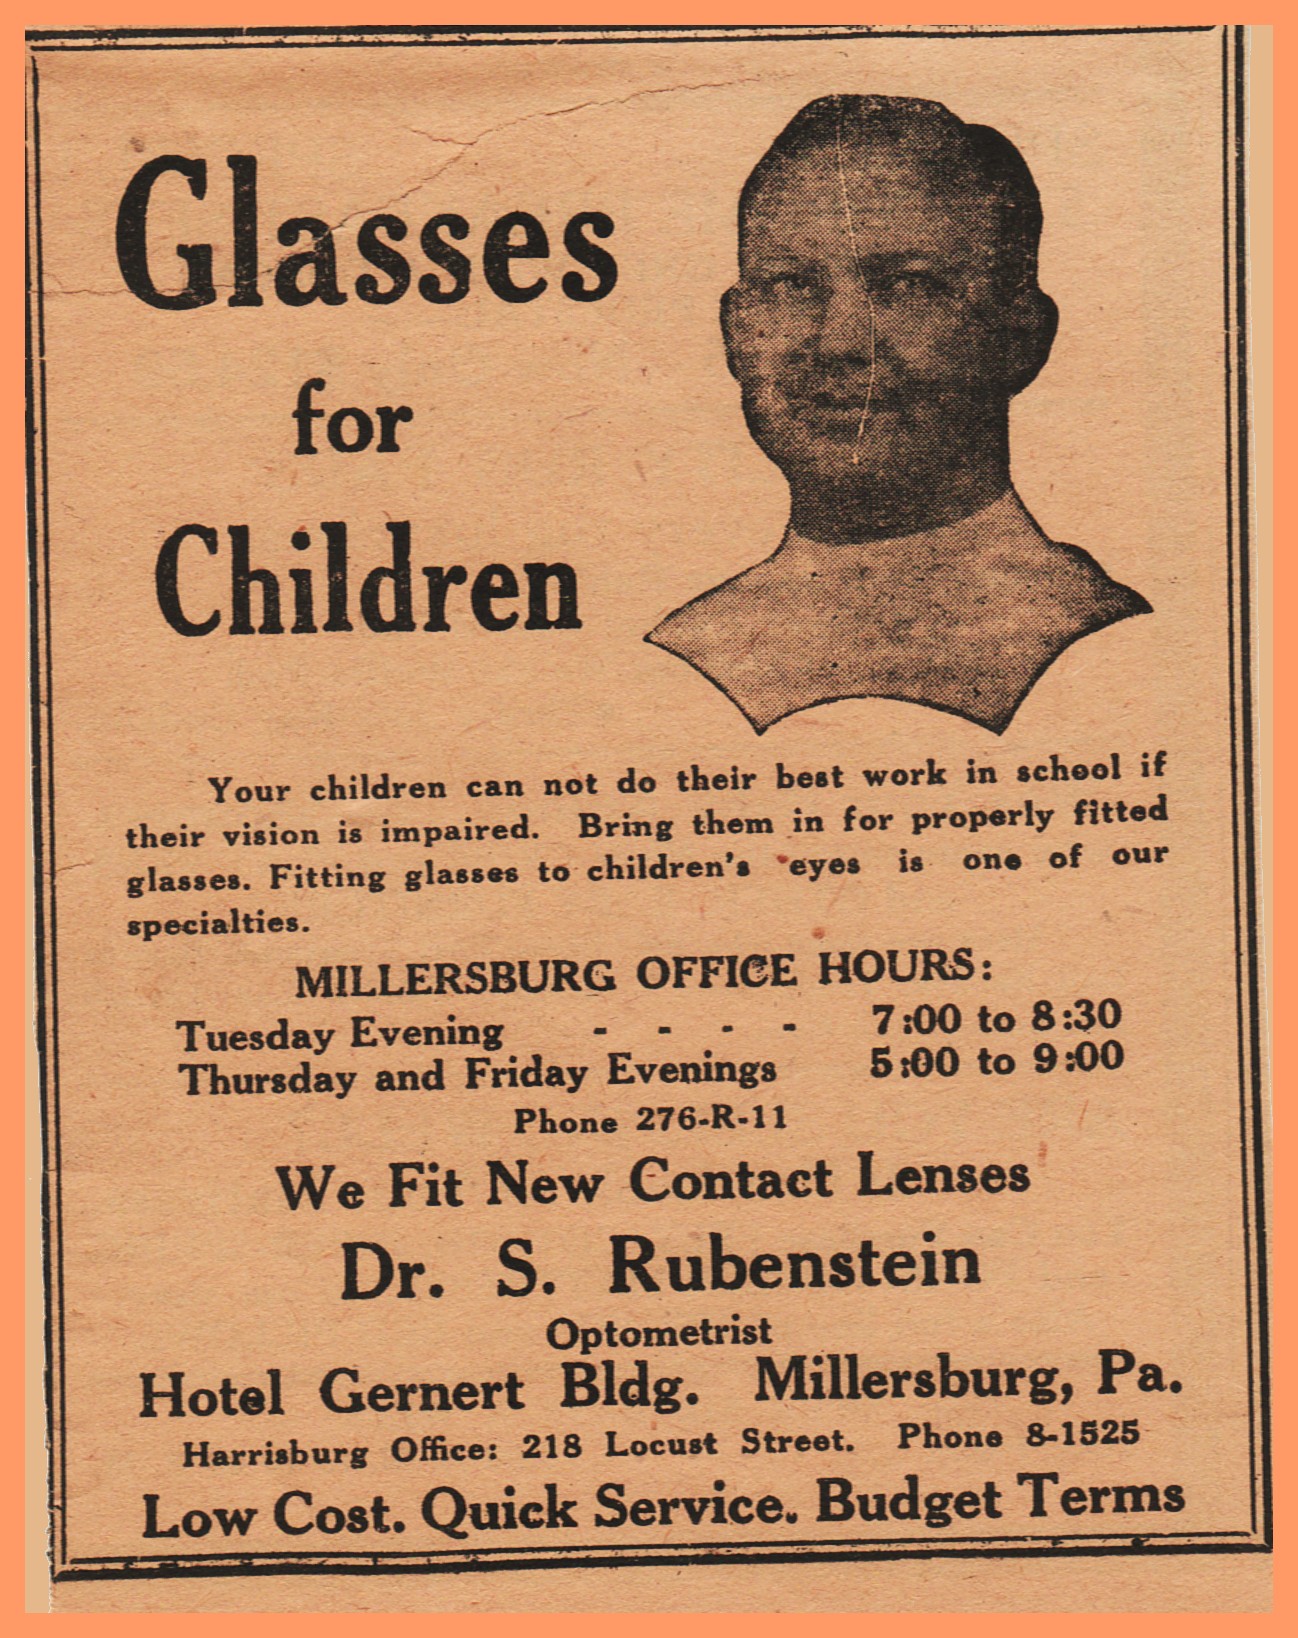 Glasses
for
Children
Your children can not do their best work in school if
their vision is impaired. Bring them in for properly fitted
glasses. Fitting glasses to children's eyes is one of our
specialties.
MILLERSBURG OFFICE HOURS:
Tuesday Evening - - - - 7:00 to 8:30
Thursday and Friday Evenings 5:00 to 9:00
Phone 276-R-11
We Fit New Contact Lenses
Dr. S. Rubenstein
Optometrist
Hotel Gernert Bldg. Millersburg, Pa.
Harrisburg Office: 218 Locust Street. Phone 8-1525
Low Cost. Quick Service. Budget Terms